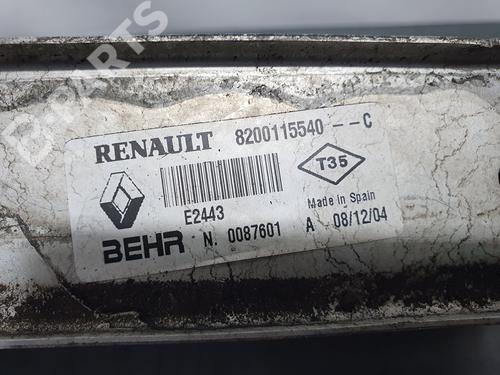 B-PARTS
RENAULT 8200115540--C
T35
E2443
Made in Spain
BEHR N. 0087601 A 08/12/04